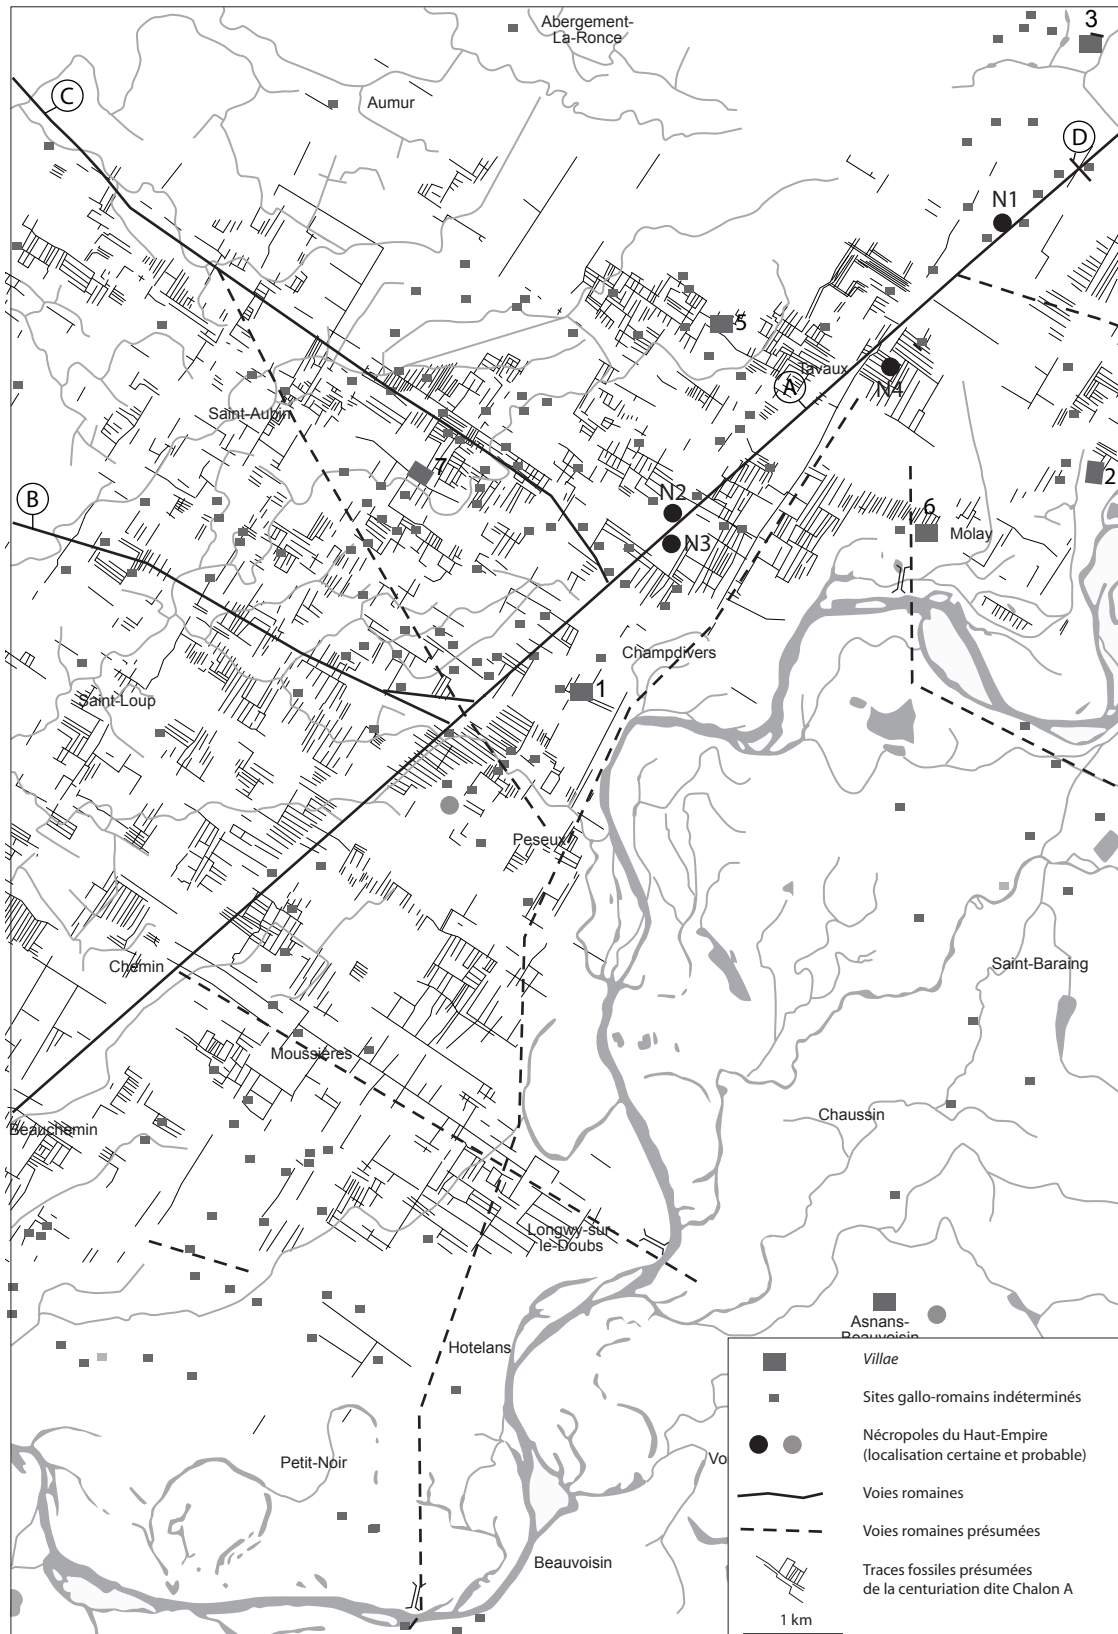 Abergement-
La-Ronce
3
C
Aumur
D
N1
5
A
Tavaux
N4
Saint-Aubin
7
2
B
N2
6
Molay
N3
Champdivers
1
Saint-Loup
Peseux
Chemin
Saint-Baraing
Moussières
Chaussin
Beauchemin
Longwy-sur
le-Doubs
Asnans-
Beauvoisin
Hotelans
Petit-Noir
Vo
Beauvoisin
Villae
Sites gallo-romains indéterminés
Nécropoles du Haut-Empire
(localisation certaine et probable)
Voies romaines
Voies romaines présumées
Traces fossiles présumées
de la centuriation dite Chalon A
1 km